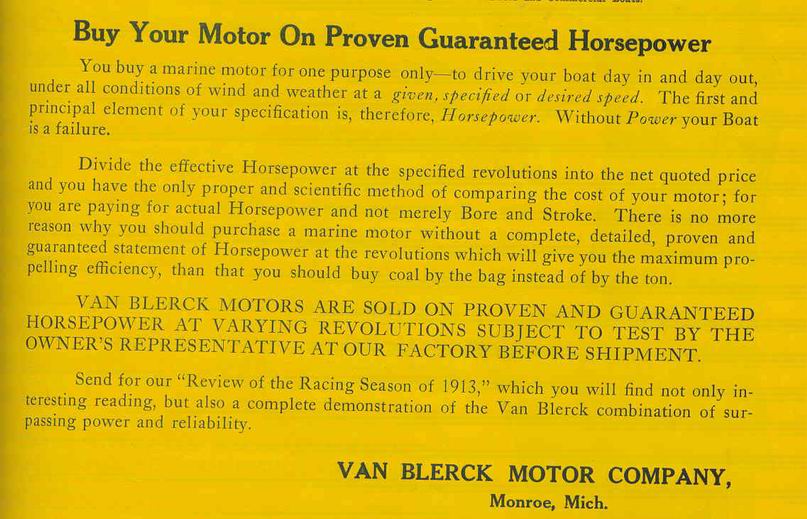 Buy Your Motor On Proven Guaranteed Horsepower
You buy a marine motor for one purpose only—to drive your boat day in and day out,
under all conditions of wind and weather at a given, specified or desired speed. The first and
principal element of your specification is, therefore, Horsepower. Without Power your Boat
is a failure.
Divide the effective Horsepower at the specified revolutions into the net quoted price
and you have the only proper and scientific method of comparing the cost of your motor; for
you are paying for actual Horsepower and not merely Bore and Stroke. There is no more
reason why you should purchase a marine motor without a complete, detailed, proven and
guaranteed statement of Horsepower at the revolutions which will give you the maximum pro-
pelling efficiency, than that you should buy coal by the bag instead of by the ton.
VAN BLERCK MOTORS ARE SOLD ON PROVEN AND GUARANTEED
HORSEPOWER AT VARYING REVOLUTIONS SUBJECT TO TEST BY THE
OWNER'S REPRESENTATIVE AT OUR FACTORY BEFORE SHIPMENT.
Send for our "Review of the Racing Season of 1913," which you will find not only in-
teresting reading, but also a complete demonstration of the Van Blerck combination of sur-
passing power and reliability.
VAN BLERCK MOTOR COMPANY,
Monroe, Mich.